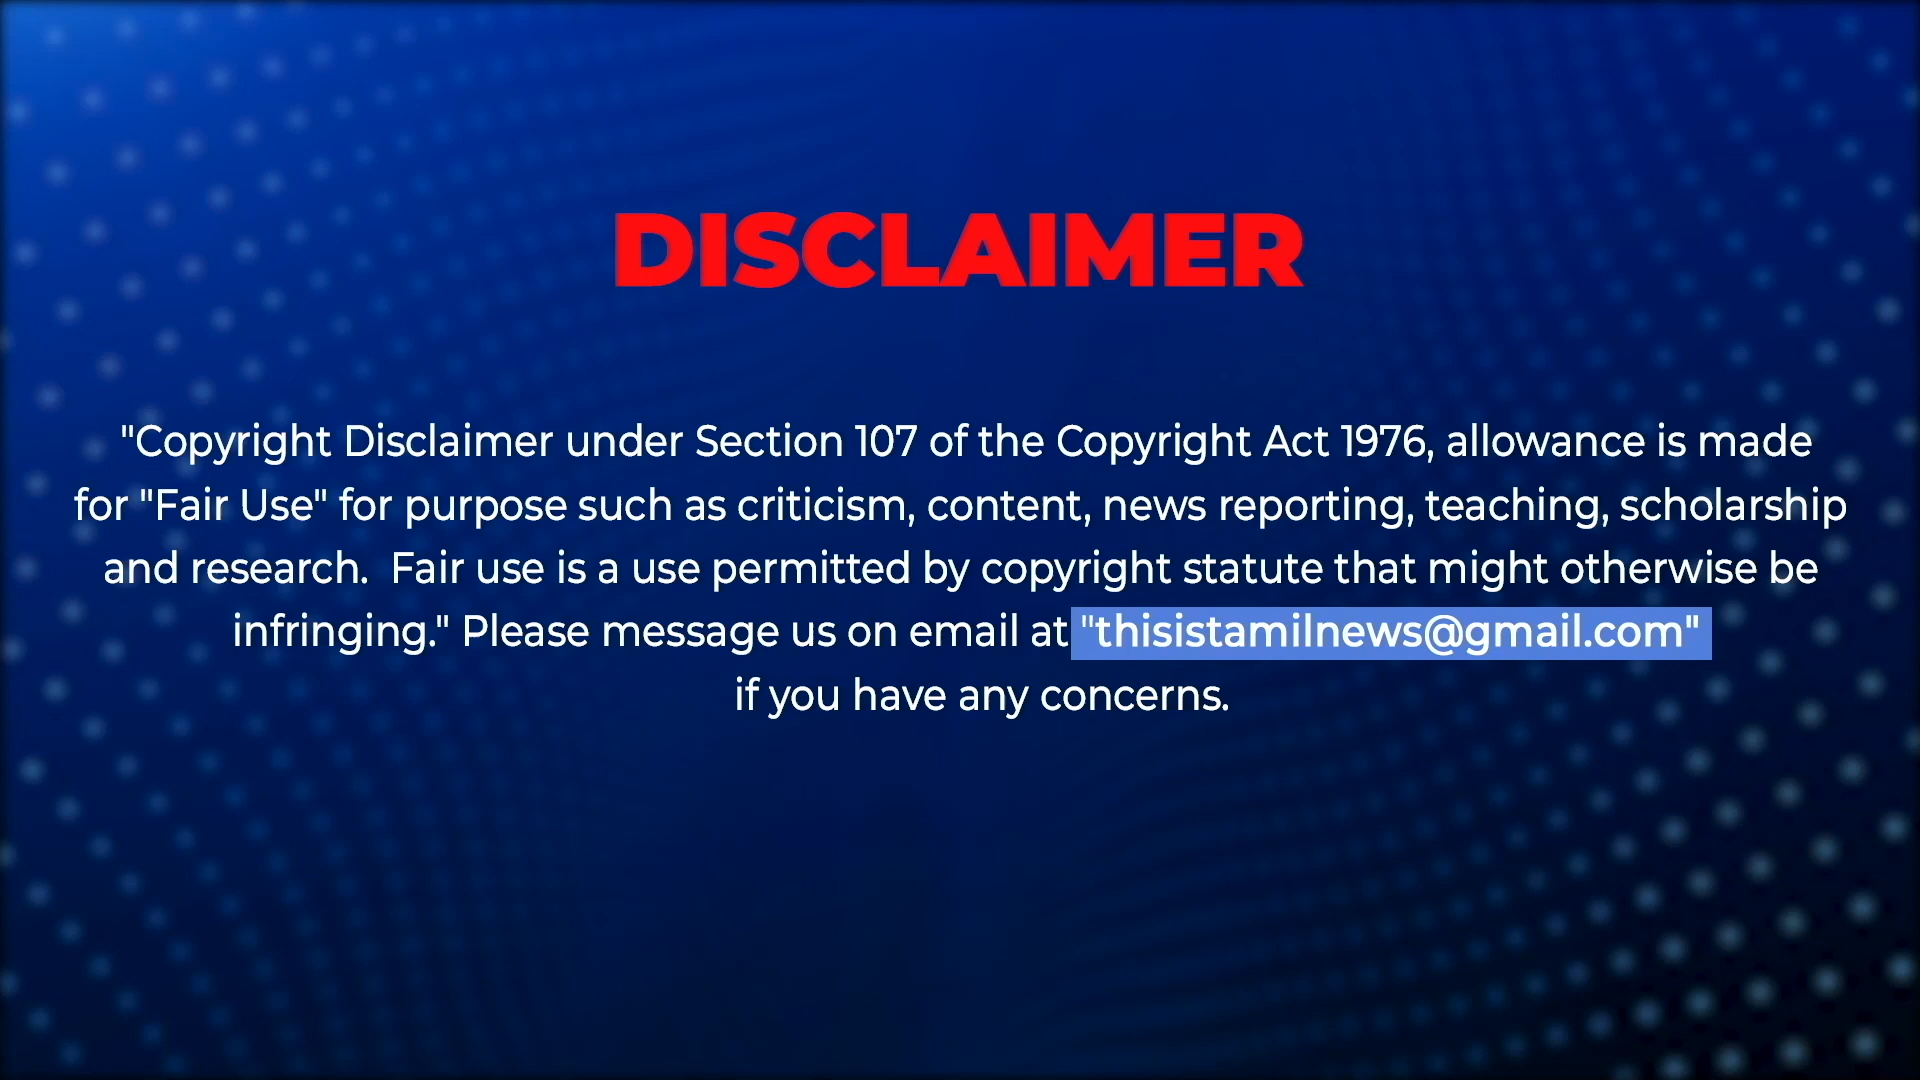 DISCLAIMER
"Copyright Disclaimer under Section 107 of the Copyright Act 1976, allowance is made
for "Fair Use" for purpose such as criticism, content, news reporting, teaching, scholarship
and research.  Fair use is a use permitted by copyright statute that might otherwise be
infringing." Please message us on email at "thisistamilnews@gmail.com"
if you have any concerns.